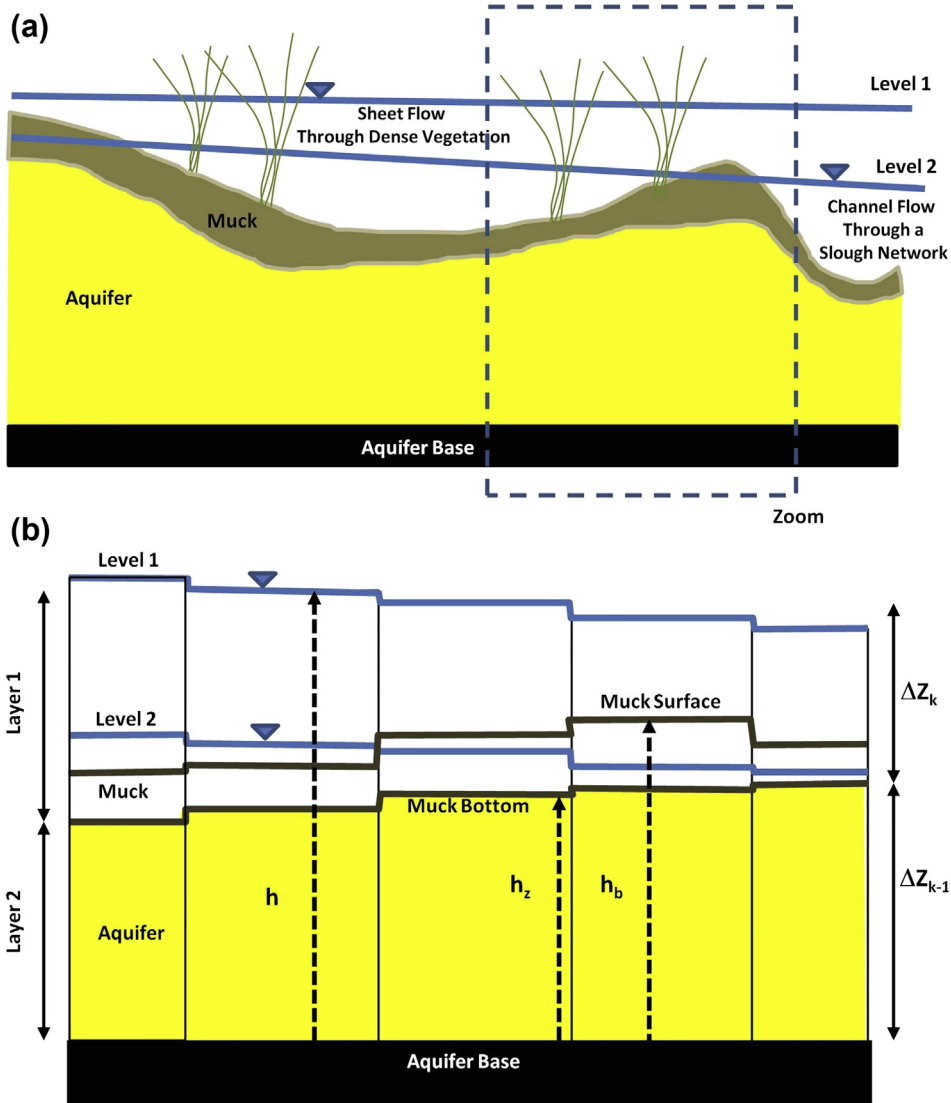 (a)
Level 1
Sheet Flow
Through Dense Vegetation
Level 2
Muck
Channel Flow
Through a
Slough Network
Aquifer
Aquifer Base
Zoom
(b)
Level 1
Layer 1
ΔZk
Level 2
Muck Surface
Muck
Muck Bottom
h
hz
hb
ΔZk-1
Layer 2
Aquifer
Aquifer Base